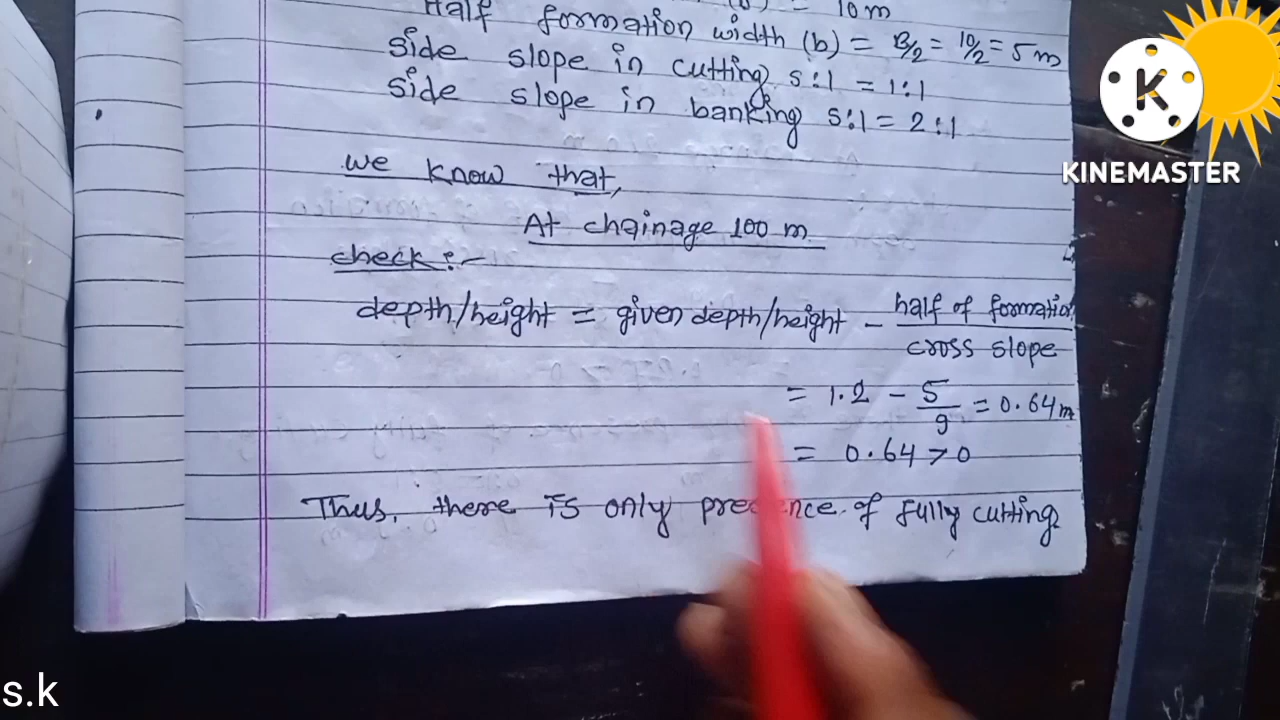 (b) = 10 m
Half formation width (b) = B/2 = 10/2 = 5 m
side slope in cutting s:1 = 1:1
side slope in banking s:1 = 2:1
we know that,
At chainage 100 m
check:-
depth/height = given depth/height - half of formation / cross slope
= 1.2 - 5/9 = 0.64 m
= 0.64 > 0
Thus, there is only presence of fully cutting
K
KINEMASTER
s.k